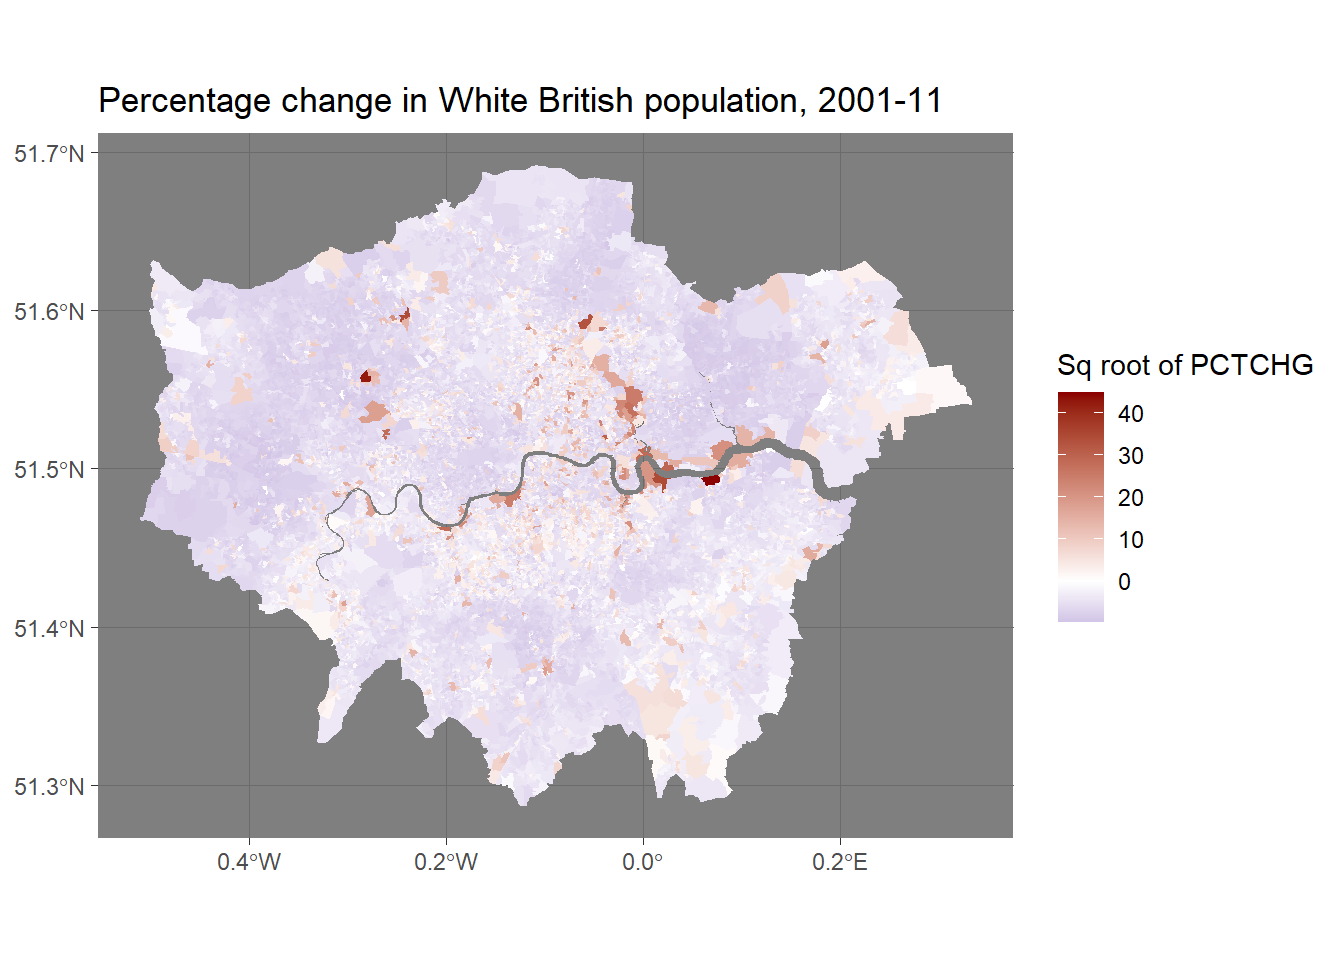 Percentage change in White British population, 2001-11
51.7°N
51.6°N
51.5°N
51.4°N
51.3°N
0.4°W
0.2°W
0.0°
0.2°E
Sq root of PCTCHG
40
30
20
10
0